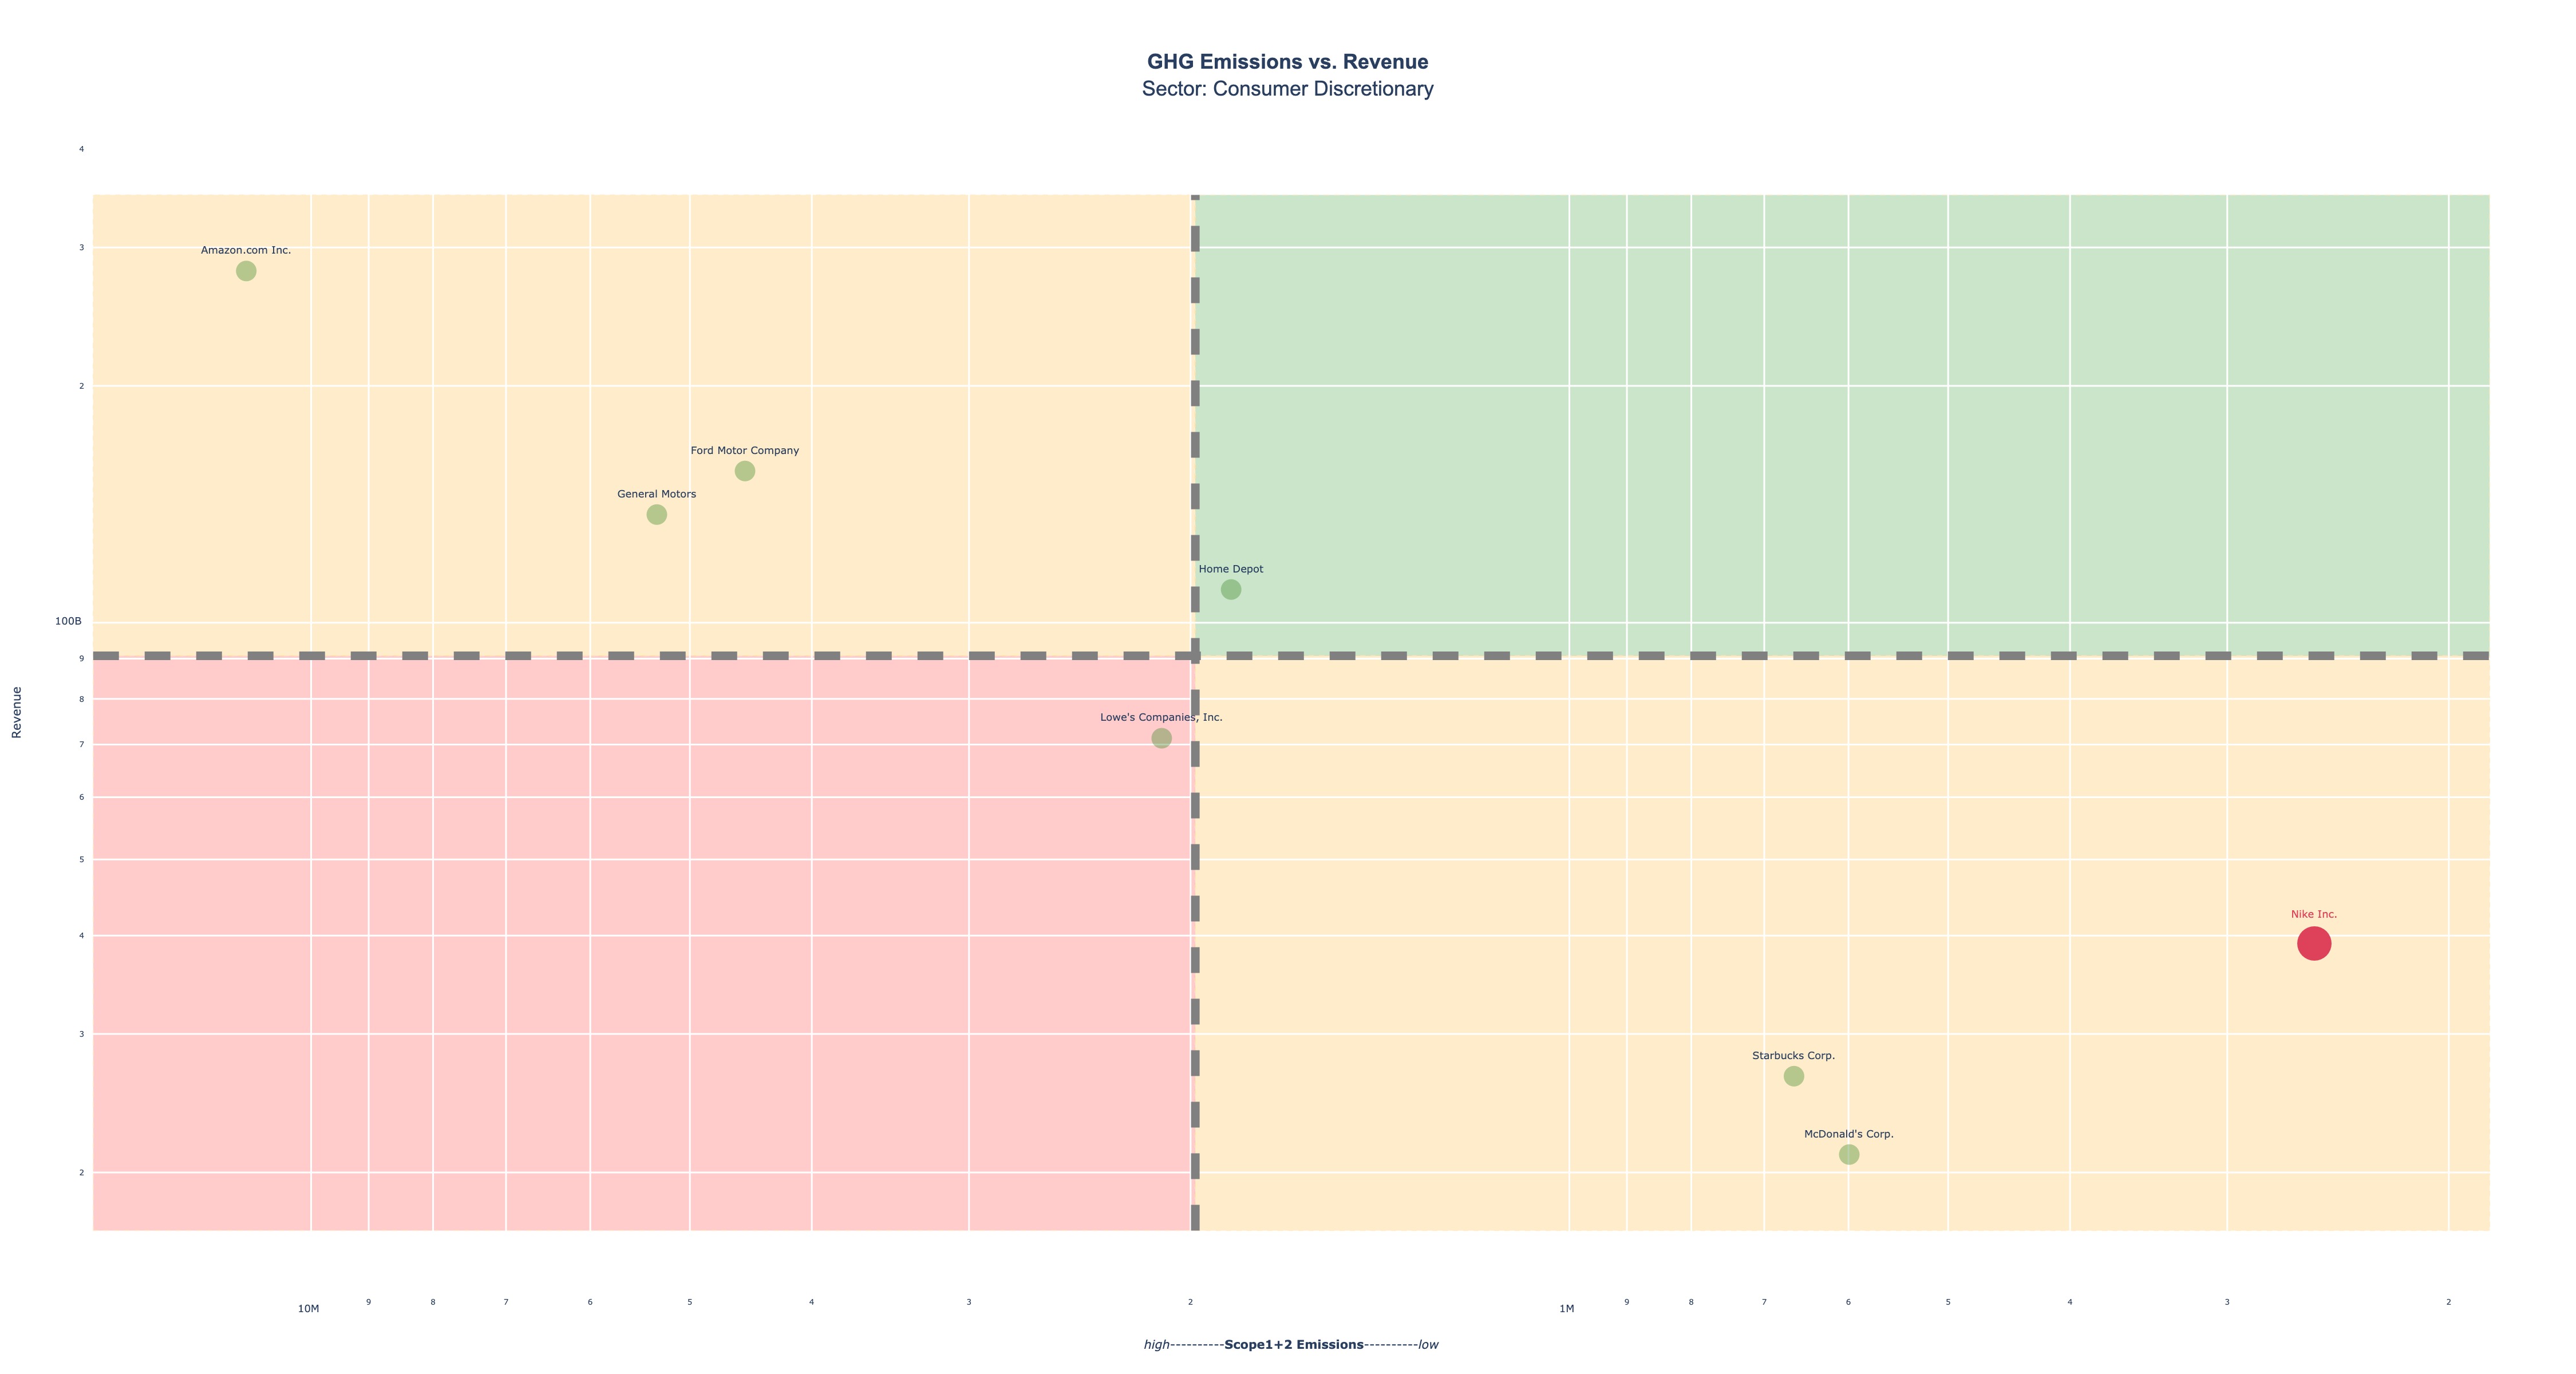 GHG Emissions vs. Revenue
Sector: Consumer Discretionary
4
3
2
100B
9
8
7
6
5
4
3
2
Revenue
Amazon.com Inc.
Ford Motor Company
General Motors
Home Depot
Lowe's Companies, Inc.
Nike Inc.
Starbucks Corp.
McDonald's Corp.
10M 9 8 7 6 5 4 3 2 1M 9 8 7 6 5 4 3 2
high----------Scope1+2 Emissions----------low